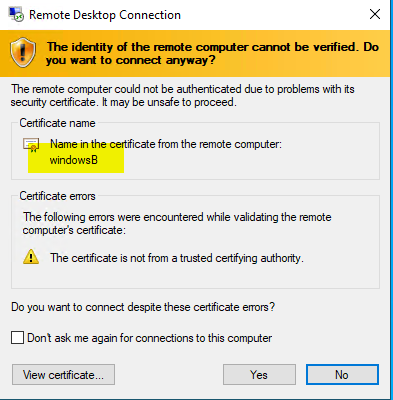 Remote Desktop Connection
The identity of the remote computer cannot be verified. Do
you want to connect anyway?
The remote computer could not be authenticated due to problems with its
security certificate. It may be unsafe to proceed.
Certificate name
Name in the certificate from the remote computer:
windowsB
Certificate errors
The following errors were encountered while validating the remote
computer's certificate:
The certificate is not from a trusted certifying authority.
Do you want to connect despite these certificate errors?
Don't ask me again for connections to this computer
View certificate... Yes No